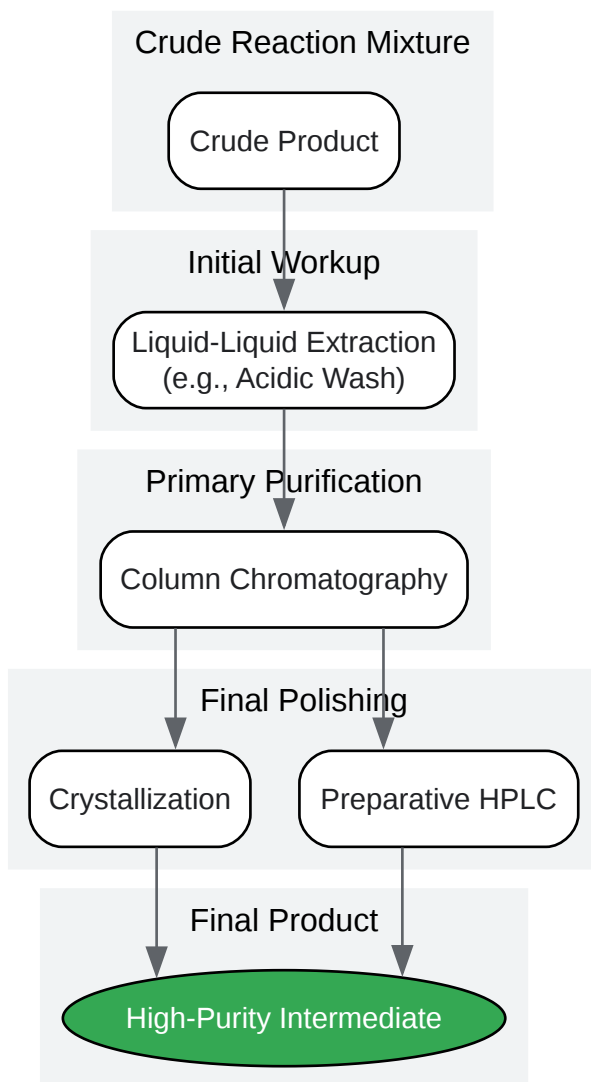 Crude Reaction Mixture
Crude Product
Initial Workup
Liquid-Liquid Extraction
(e.g., Acidic Wash)
Primary Purification
Column Chromatography
Final Polishing
Crystallization
Preparative HPLC
Final Product
High-Purity Intermediate